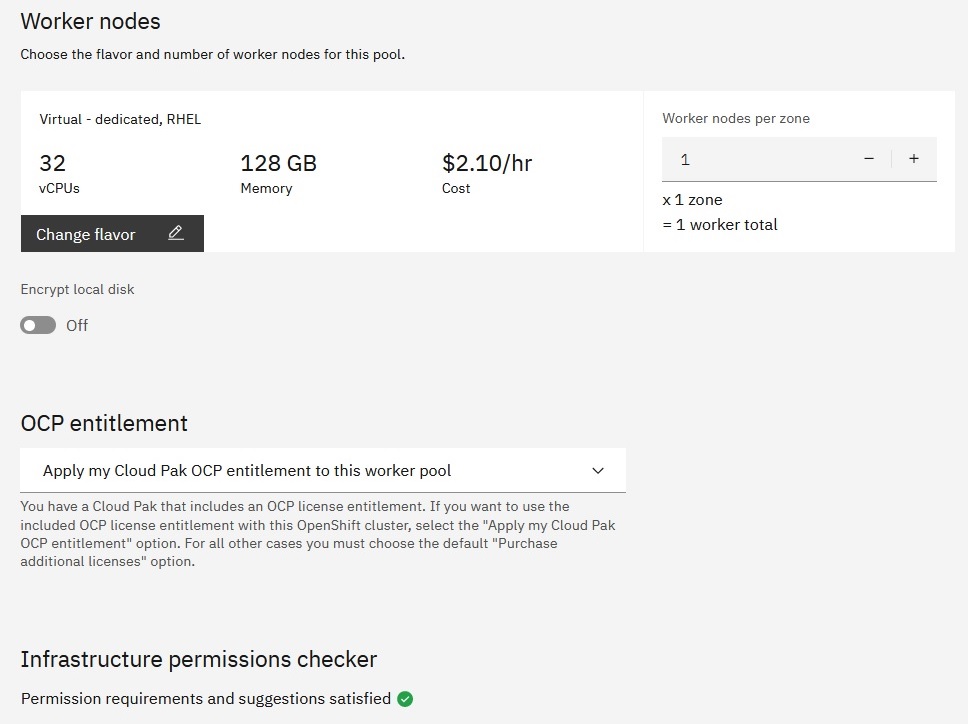 Worker nodes
Choose the flavor and number of worker nodes for this pool.
Virtual - dedicated, RHEL
32
vCPUs
128 GB
Memory
$2.10/hr
Cost
Change flavor
Worker nodes per zone
1
x 1 zone
= 1 worker total
Encrypt local disk
Off
OCP entitlement
Apply my Cloud Pak OCP entitlement to this worker pool
You have a Cloud Pak that includes an OCP license entitlement. If you want to use the
included OCP license entitlement with this OpenShift cluster, select the "Apply my Cloud Pak
OCP entitlement" option. For all other cases you must choose the default "Purchase
additional licenses" option.
Infrastructure permissions checker
Permission requirements and suggestions satisfied